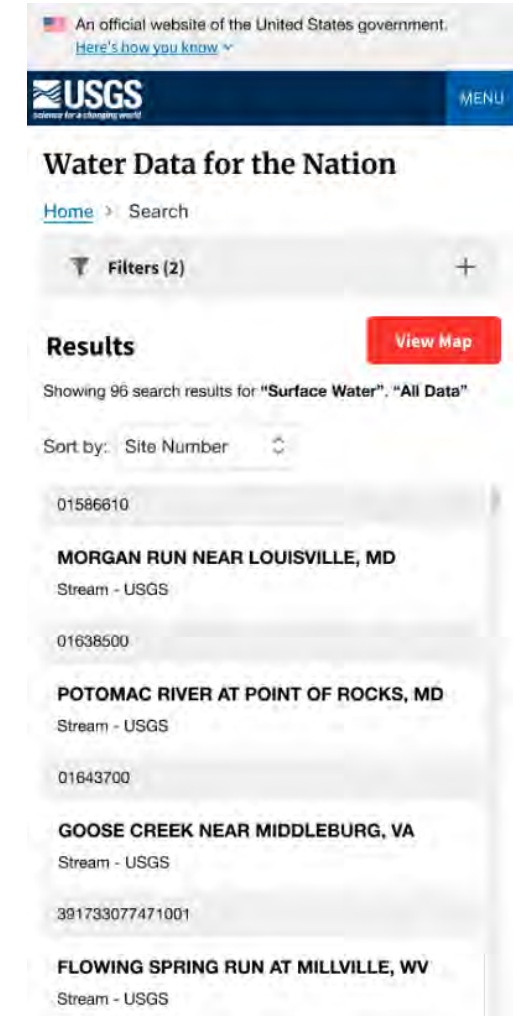 An official website of the United States government.
Here's how you know
USGS
science for a changing world
MENU
Water Data for the Nation
Home > Search
Filters (2) +
Results
View Map
Showing 96 search results for "Surface Water", "All Data"
Sort by: Site Number
01586610
MORGAN RUN NEAR LOUISVILLE, MD
Stream - USGS
01638500
POTOMAC RIVER AT POINT OF ROCKS, MD
Stream - USGS
01643700
GOOSE CREEK NEAR MIDDLEBURG, VA
Stream - USGS
391733077471001
FLOWING SPRING RUN AT MILLVILLE, WV
Stream - USGS